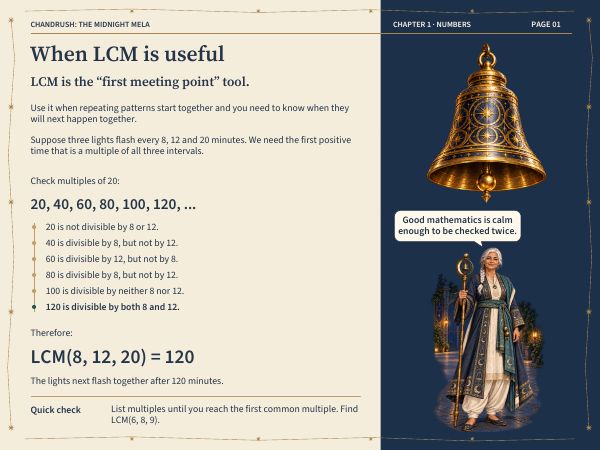 CHANDRUSH: THE MIDNIGHT MELA
CHAPTER 1 · NUMBERS
PAGE 01
When LCM is useful
LCM is the “first meeting point” tool.
Use it when repeating patterns start together and you need to know when they
will next happen together.
Suppose three lights flash every 8, 12 and 20 minutes. We need the first positive
time that is a multiple of all three intervals.
Check multiples of 20:
20, 40, 60, 80, 100, 120, ...
20 is not divisible by 8 or 12.
40 is divisible by 8, but not by 12.
60 is divisible by 12, but not by 8.
80 is divisible by 8, but not by 12.
100 is divisible by neither 8 nor 12.
120 is divisible by both 8 and 12.
Therefore:
LCM(8, 12, 20) = 120
The lights next flash together after 120 minutes.
Quick check
List multiples until you reach the first common multiple. Find
LCM(6, 8, 9).
Good mathematics is calm
enough to be checked twice.